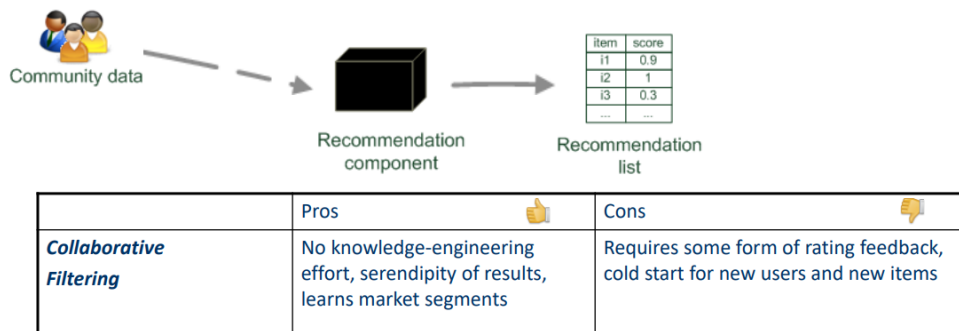 Community data
Recommendation
component
item score
i1 0.9
i2 1
i3 0.3
... ...
Recommendation
list
Pros Cons
Collaborative
Filtering
No knowledge-engineering
effort, serendipity of results,
learns market segments
Requires some form of rating feedback,
cold start for new users and new items